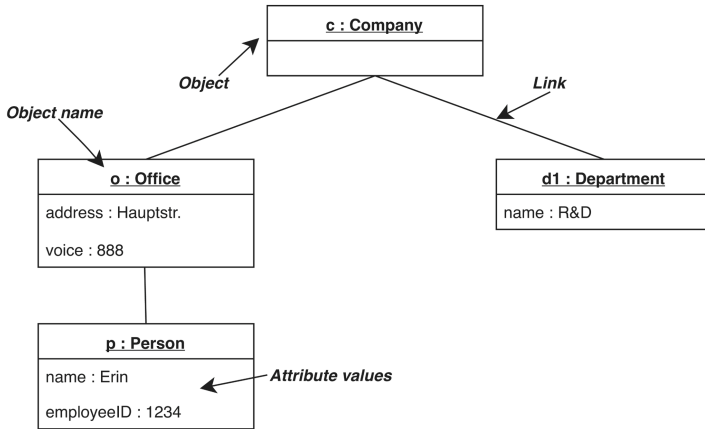 c : Company
Object
Link
Object name
o : Office
address : Hauptstr.
voice : 888
d1 : Department
name : R&D
p : Person
name : Erin
employeeID : 1234
Attribute values